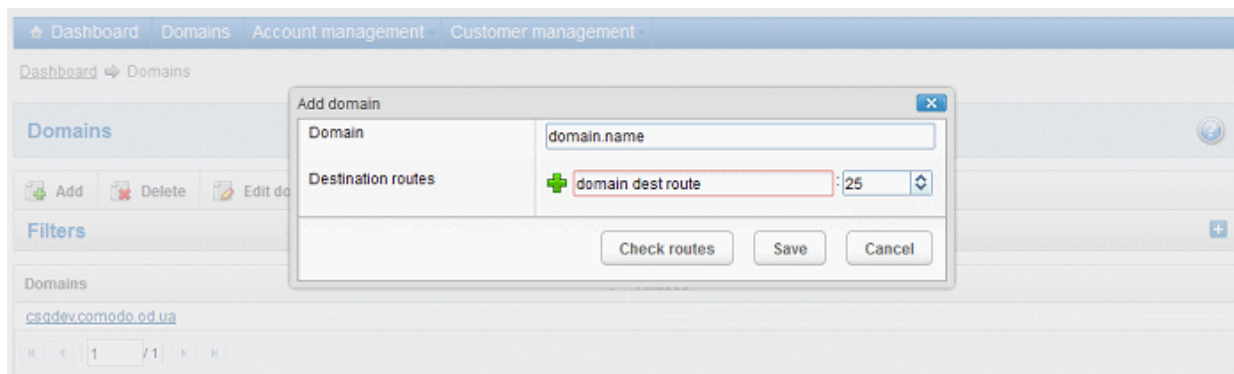 Dashboard Domains Account management Customer management
Dashboard Domains
Add domain
Domains
Domain
domain.name
Destination routes
domain dest route : 25
Add Delete Edit do
Filters
Check routes Save Cancel
Domains
csgdev.comodo.od.ua
1 / 1